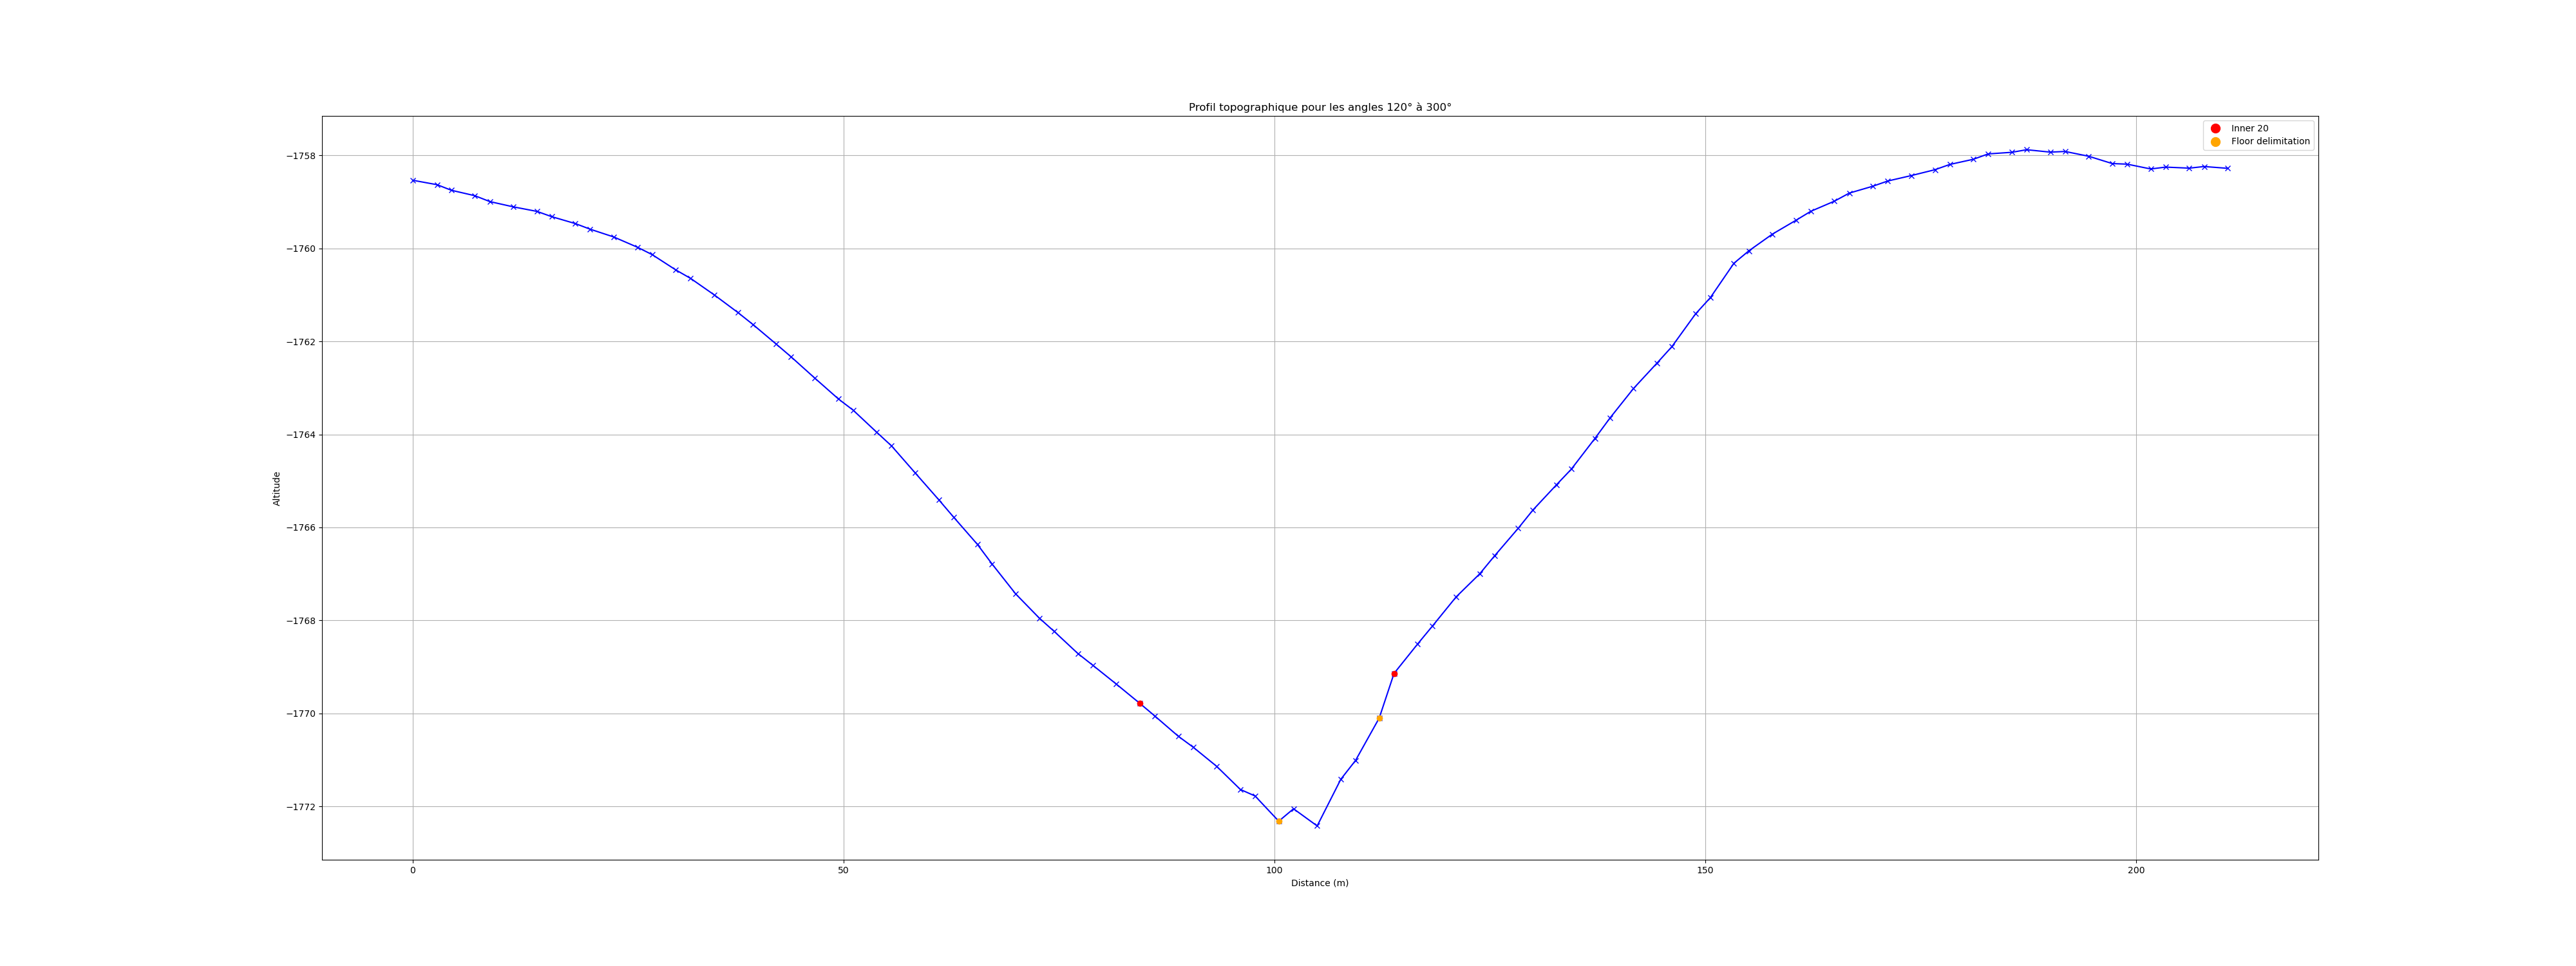 Profil topographique pour les angles 120° à 300°
Inner 20
Floor delimitation
−1758
−1760
−1762
−1764
−1766
−1768
−1770
−1772
Altitude
0
50
100
150
200
Distance (m)